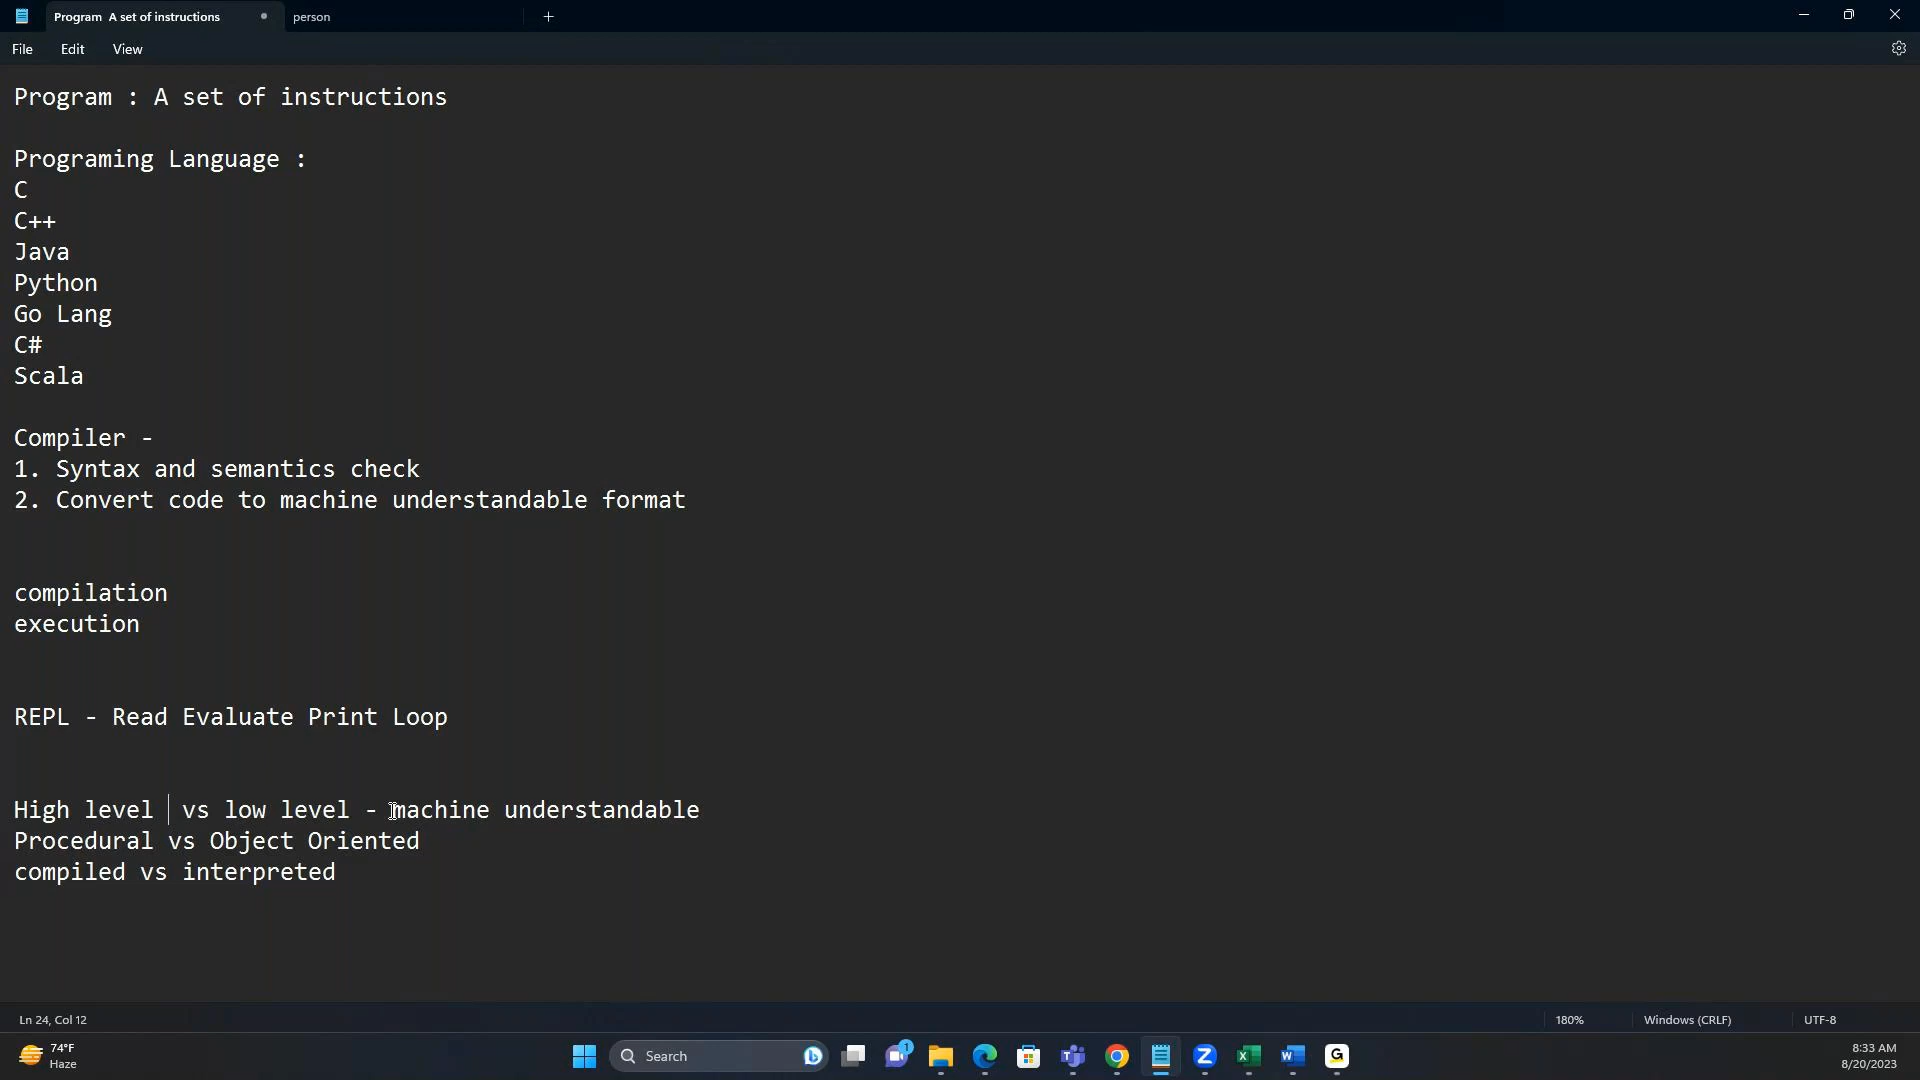 Program  A set of instructions
person
File Edit View
Program : A set of instructions
Programing Language :
C
C++
Java
Python
Go Lang
C#
Scala
Compiler -
1. Syntax and semantics check
2. Convert code to machine understandable format
compilation
execution
REPL - Read Evaluate Print Loop
High level  vs low level - machine understandable
Procedural vs Object Oriented
compiled vs interpreted
Ln 24, Col 12
180%
Windows (CRLF)
UTF-8
74°F
Haze
Search
1
8:33 AM
8/20/2023